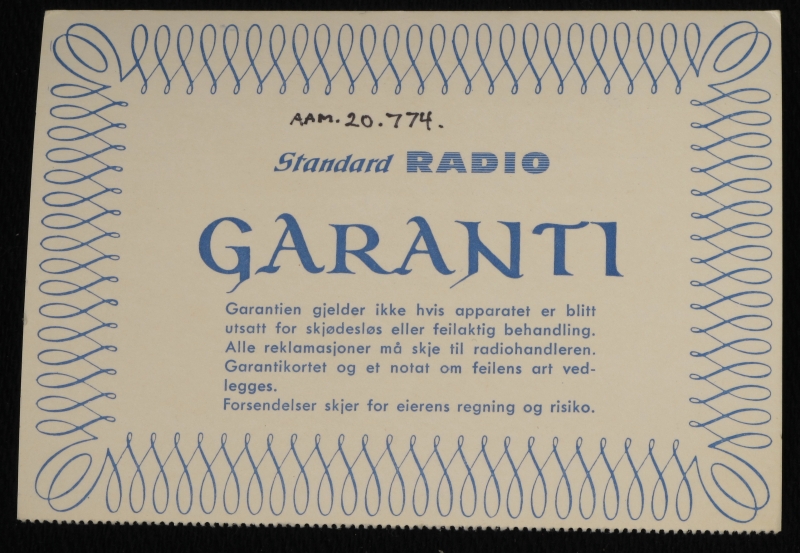 AAM.20.774.
Standard RADIO
GARANTI
Garantien gjelder ikke hvis apparatet er blitt
utsatt for skjødesløs eller feilaktig behandling.
Alle reklamasjoner må skje til radiohandleren.
Garantikortet og et notat om feilens art ved-
legges.
Forsendelser skjer for eierens regning og risiko.